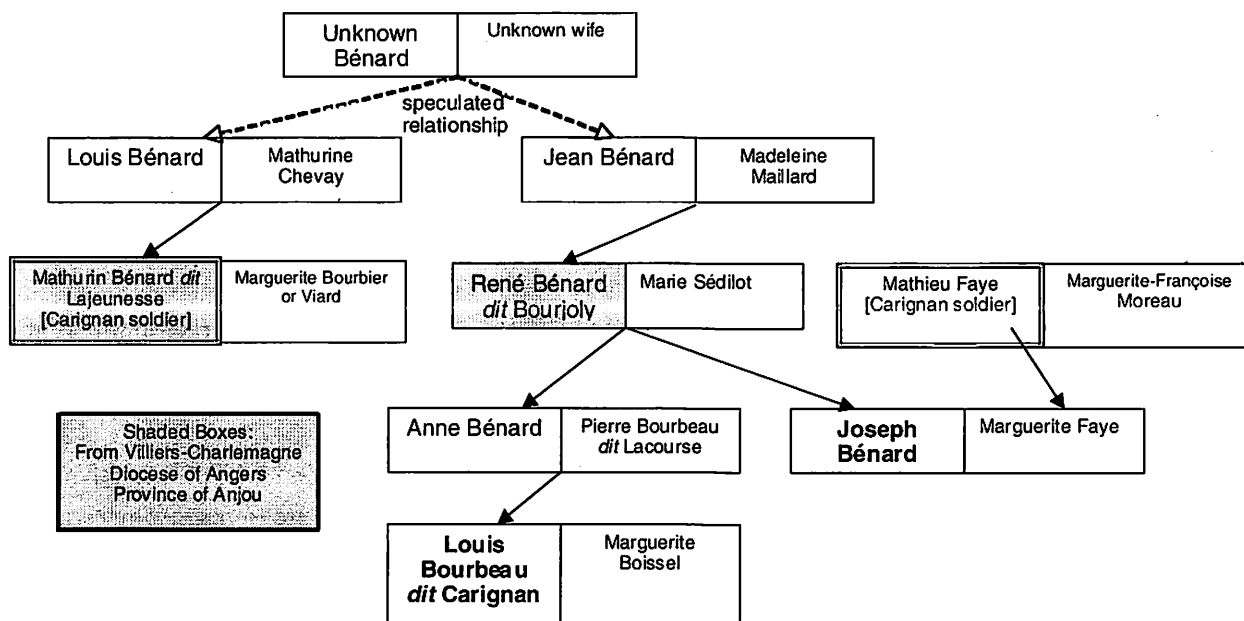 Unknown
Bénard
Unknown wife
speculated
relationship
Louis Bénard
Mathurine
Chevay
Jean Bénard
Madeleine
Maillard
Mathurin Bénard dit
Lajeunesse
[Carignan soldier]
Marguerite Bourbier
or Viard
René Bénard
dit Bourjoly
Marie Sédilot
Mathieu Faye
[Carignan soldier]
Marguerite-Françoise
Moreau
Shaded Boxes:
From Villiers-Charlemagne
Diocese of Angers
Province of Anjou
Anne Bénard
Pierre Bourbeau
dit Lacourse
Joseph
Bénard
Marguerite Faye
Louis
Bourbeau
dit Carignan
Marguerite
Boissel